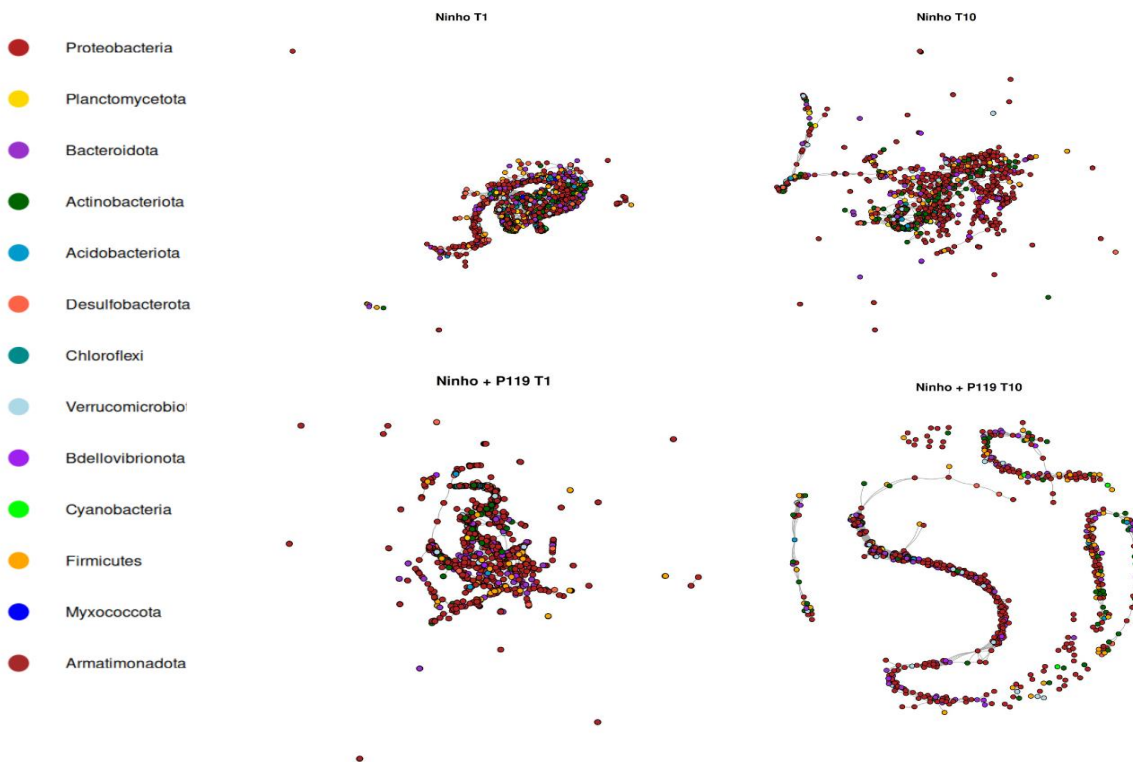 Ninho T1
Ninho T10
Proteobacteria
Planctomycetota
Bacteroidota
Actinobacteriota
Acidobacteriota
Desulfobacterota
Chloroflexi
Verrucomicrobiot
Bdellovibrionota
Cyanobacteria
Firmicutes
Myxococcota
Armatimonadota
Ninho + P119 T1
Ninho + P119 T10